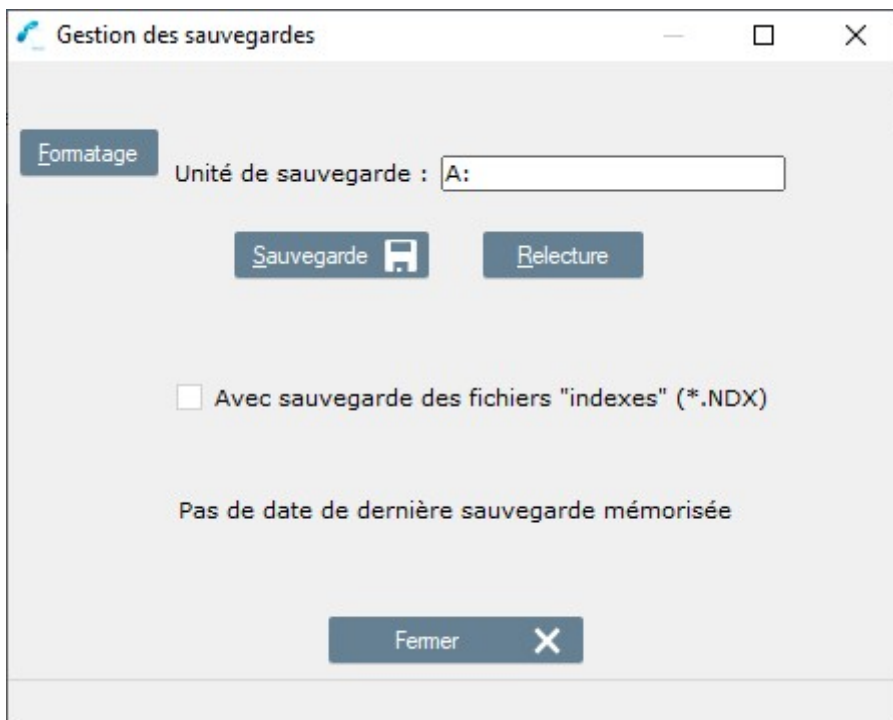 Gestion des sauvegardes
Formatage
Unité de sauvegarde : A:
Sauvegarde
Relecture
Avec sauvegarde des fichiers "indexes" (*.NDX)
Pas de date de dernière sauvegarde mémorisée
Fermer